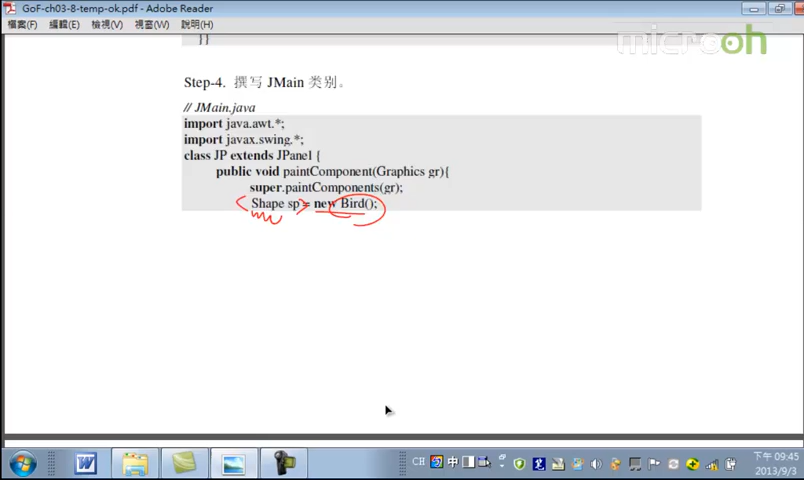 GoF-ch03-8-temp-ok.pdf - Adobe Reader
檔案(F) 編輯(E) 檢視(V) 視窗(W) 說明(H)
microoh
}}
Step-4. 撰写 JMain 类别。
// JMain.java
import java.awt.*;
import javax.swing.*;
class JP extends JPanel {
public void paintComponent(Graphics gr){
super.paintComponents(gr);
Shape sp = new Bird();
CH 中 下午 09:45
2013/9/3